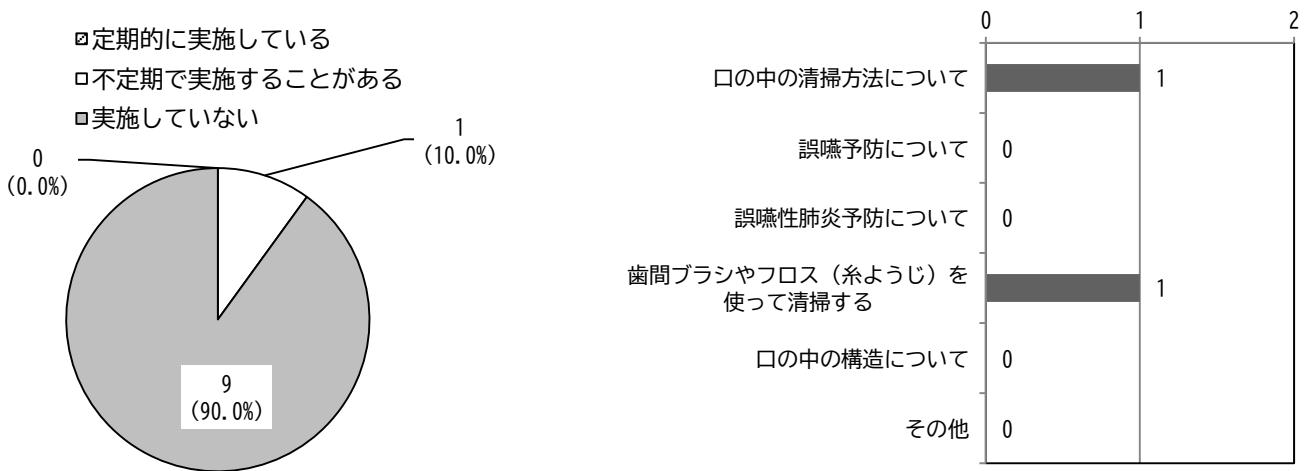 定期的に実施している
不定期で実施することがある
実施していない
0
(0.0%)
1
(10.0%)
9
(90.0%)
0 1 2
口の中の清掃方法について 1
誤嚥予防について 0
誤嚥性肺炎予防について 0
歯間ブラシやフロス（糸ようじ）を
使って清掃する 1
口の中の構造について 0
その他 0